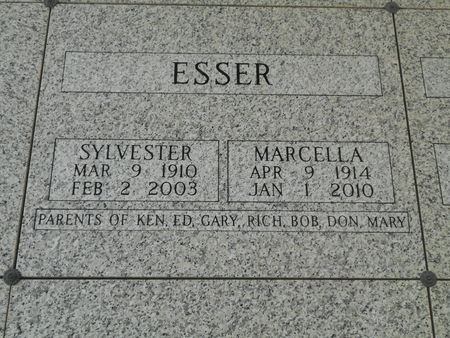 ESSER
SYLVESTER
MAR 9 1910
FEB 2 2003
MARCELLA
APR 9 1914
JAN 1 2010
PARENTS OF KEN, ED, GARY, RICH, BOB, DON, MARY